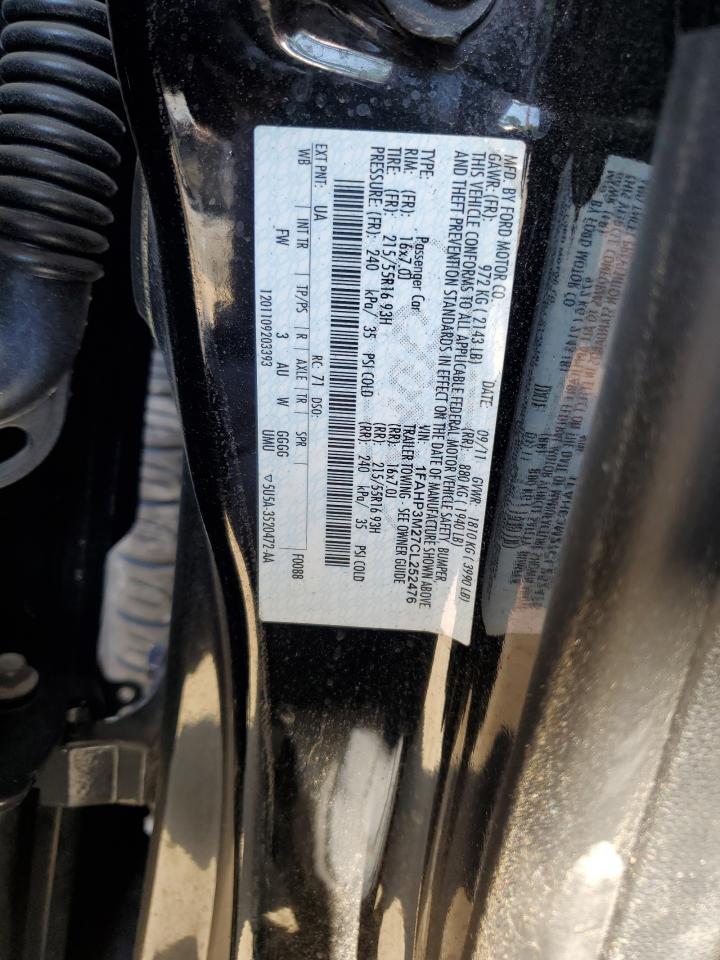 MFD. BY FORD MOTOR CO.
DATE: 09/11 GVWR: 1810 KG ( 3990 LB)
GAWR: (FR): 972 KG ( 2143 LB) (RR): 880 KG ( 1940 LB)
THIS VEHICLE CONFORMS TO ALL APPLICABLE FEDERAL MOTOR VEHICLE SAFETY, BUMPER,
AND THEFT PREVENTION STANDARDS IN EFFECT ON THE DATE OF MANUFACTURE SHOWN ABOVE
VIN: 1FAHP3M27CL252476
TYPE: Passenger Car TRAILER TOWING - SEE OWNER GUIDE
RIM: (FR): 16x7.0J (RR): 16x7.0J
TIRE: (FR): 215/55R16 93H (RR): 215/55R16 93H
PRESSURE: (FR): 240 kPa/ 35 PSI COLD (RR): 240 kPa/ 35 PSI COLD
EXT PNT: UA RC: 71 DSO: F0088
WB INT TR TP/PS R AXLE TR SPR
FW 3 AU W GGGG UMU
1201109203393 5U5A-3520472-AA